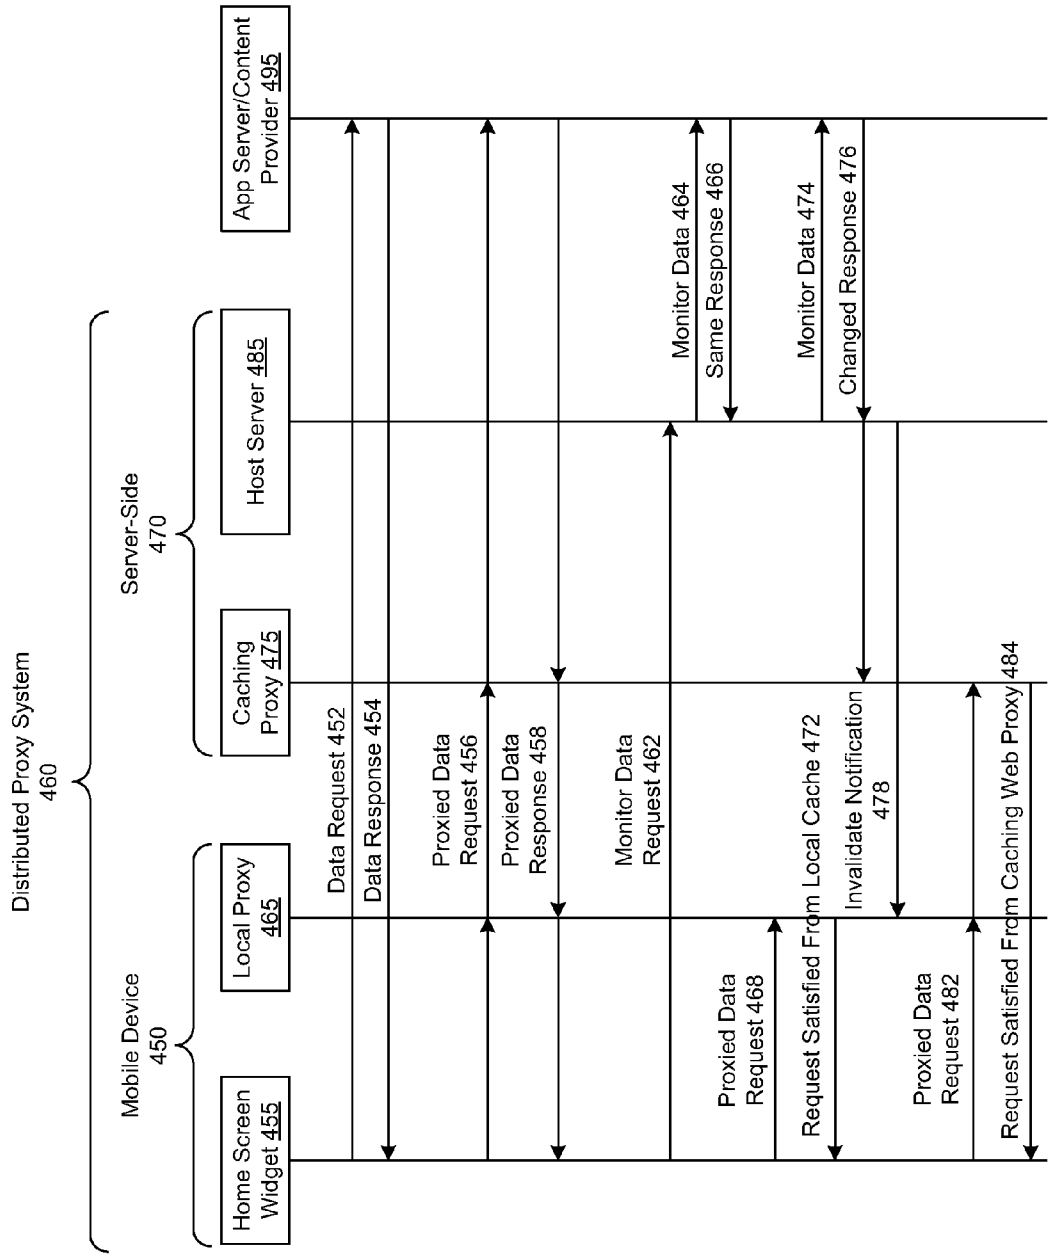 Distributed Proxy System
460
Mobile Device
450
Server-Side
470
Home Screen
Widget 455
Local Proxy
465
Caching
Proxy 475
Host Server 485
App Server/Content
Provider 495
Data Request 452
Data Response 454
Proxied Data
Request 456
Proxied Data
Response 458
Monitor Data
Request 462
Monitor Data 464
Same Response 466
Proxied Data
Request 468
Request Satisfied From Local Cache 472
Monitor Data 474
Changed Response 476
Invalidate Notification
478
Proxied Data
Request 482
Request Satisfied From Caching Web Proxy 484